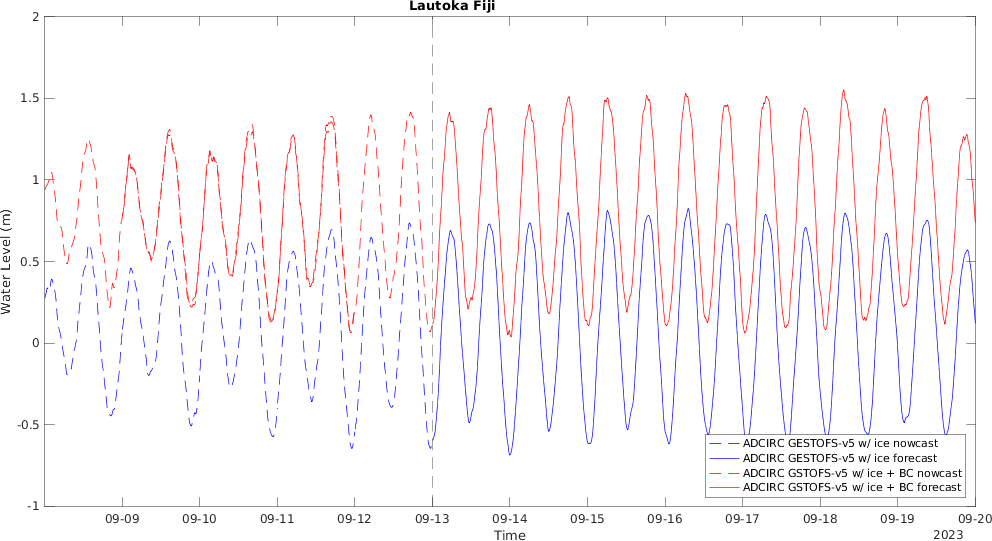 Lautoka Fiji
2
1.5
1
0.5
0
-0.5
-1
Water Level (m)
09-09 09-10 09-11 09-12 09-13 09-14 09-15 09-16 09-17 09-18 09-19 09-20
Time
2023
ADCIRC GESTOFS-v5 w/ ice nowcast
ADCIRC GESTOFS-v5 w/ ice forecast
ADCIRC GSTOFS-v5 w/ ice + BC nowcast
ADCIRC GSTOFS-v5 w/ ice + BC forecast